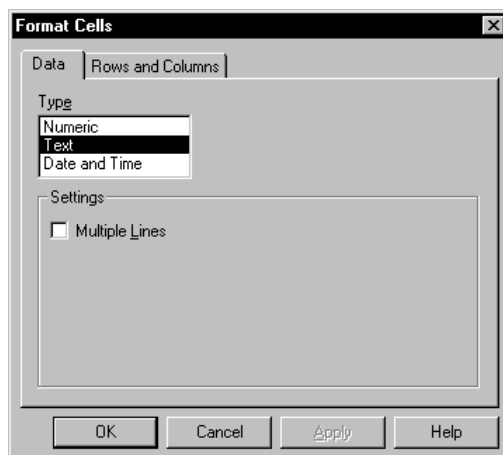 Format Cells
Data Rows and Columns
Type
Numeric
Text
Date and Time
Settings
Multiple Lines
OK Cancel Apply Help